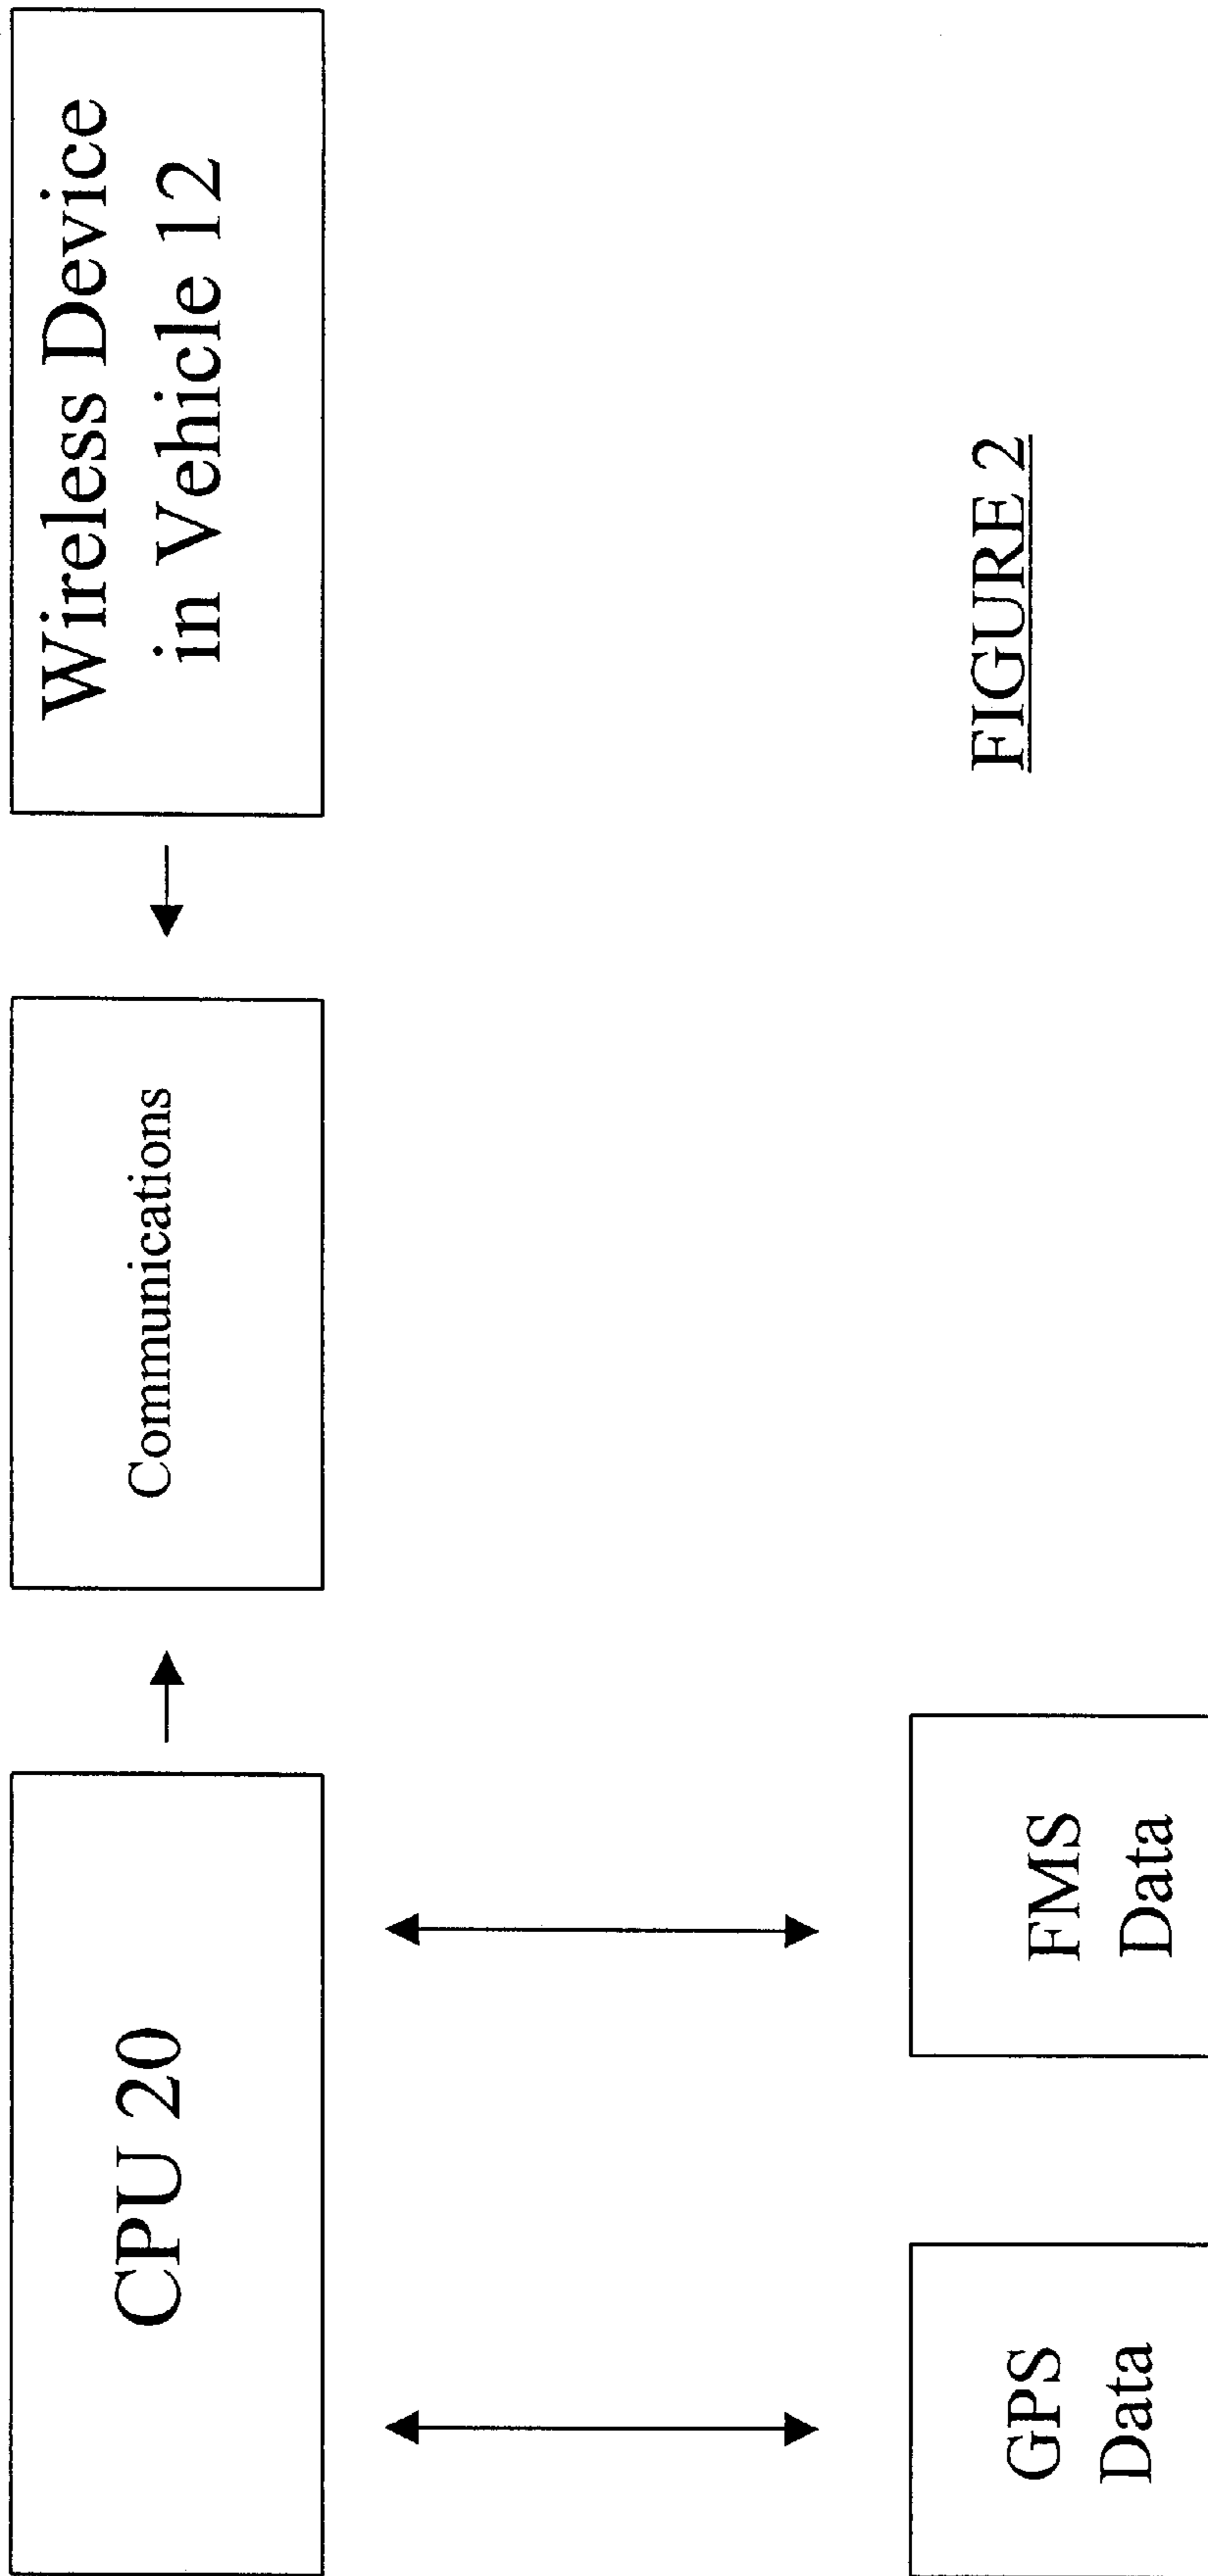 CPU 20
Communications
Wireless Device
in Vehicle 12
GPS
Data
FMS
Data
FIGURE 2